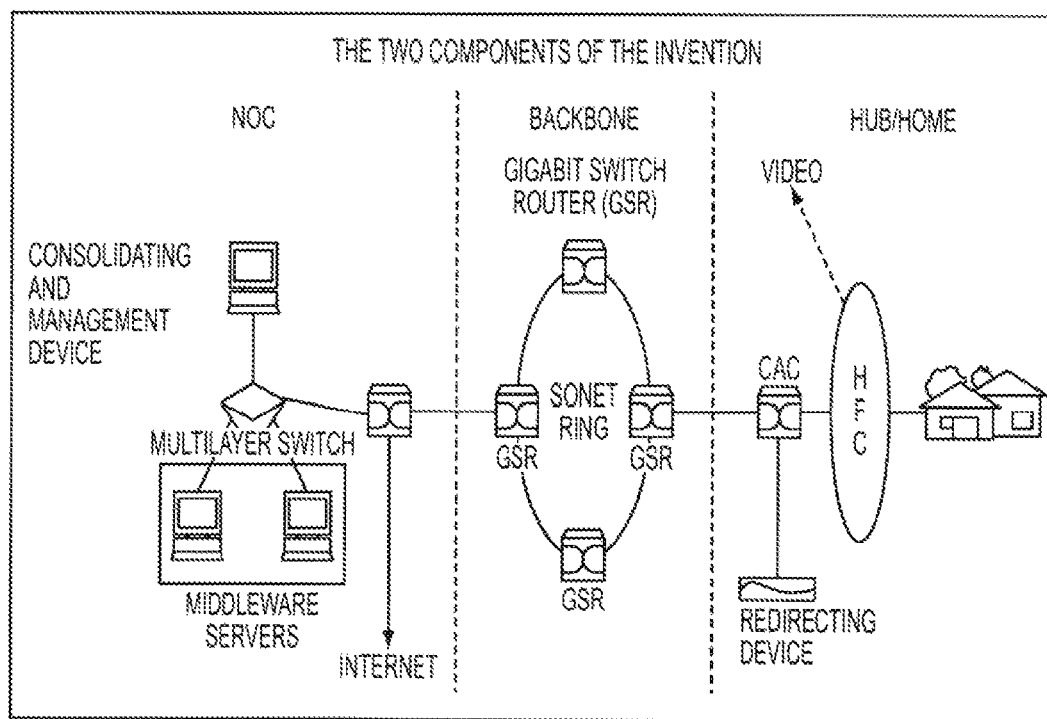 THE TWO COMPONENTS OF THE INVENTION
NOC
BACKBONE
HUB/HOME
GIGABIT SWITCH
ROUTER (GSR)
VIDEO
CONSOLIDATING
AND
MANAGEMENT
DEVICE
MULTILAYER SWITCH
MIDDLEWARE
SERVERS
INTERNET
GSR
SONET
RING
GSR
GSR
CAC
HFC
REDIRECTING
DEVICE